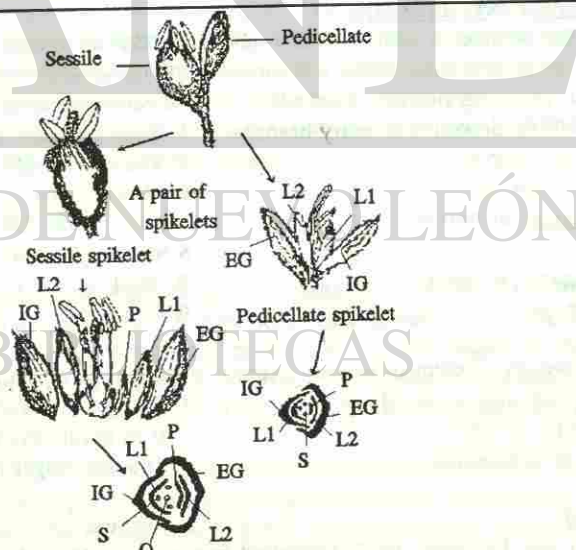 Pedicellate
Sessile
A pair of
spikelets
L2
L1
EG
IG
Sessile spikelet
L2
IG
P
L1
EG
Pedicellate spikelet
IG
P
EG
L1
L2
S
P
L1
EG
IG
S
L2
O
DE NUEVO LEÓN
BIBLIOTECAS